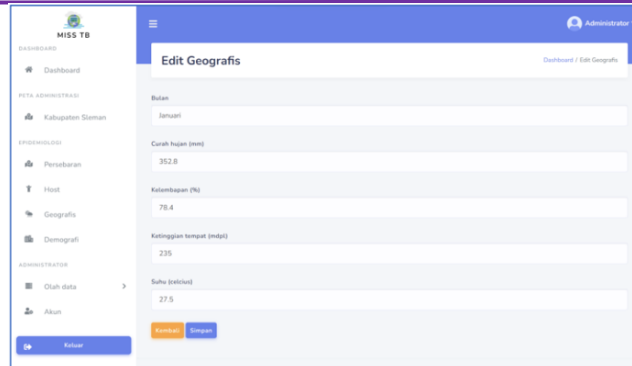 MISS TB
DASHBOARD
Dashboard
PETA ADMINISTRASI
Kabupaten Sleman
EPIDEMIOLOGI
Persebaran
Host
Geografis
Demografi
ADMINISTRATOR
Olah data
Akun
Keluar
Administrator
Edit Geografis
Dashboard / Edit Geografis
Bulan
Januari
Curah hujan (mm)
352.8
Kelembapan (%)
78.4
Ketinggian tempat (mdpl)
235
Suhu (celcius)
27.5
Kembali Simpan